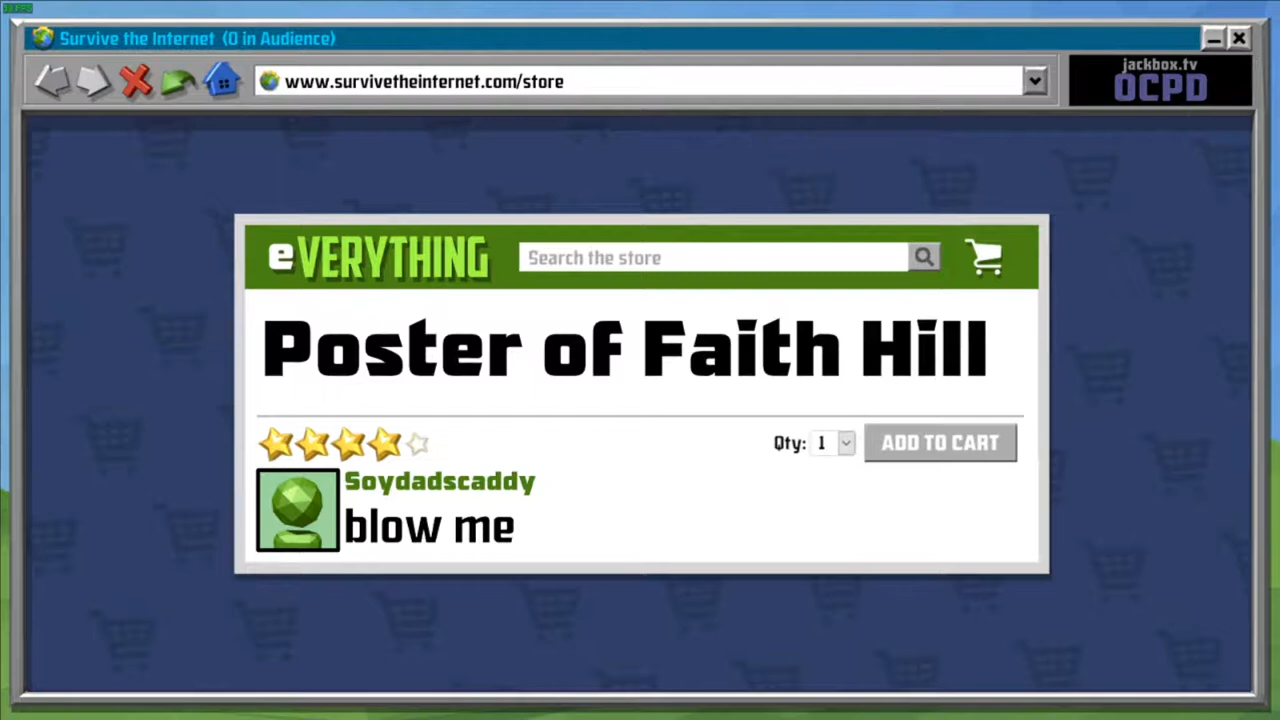 Survive the Internet (0 in Audience)
www.survivetheinternet.com/store
jackbox.tv
OCPD
eVERYTHING
Search the store
Poster of Faith Hill
Qty: 1
ADD TO CART
Soydadscaddy
blow me